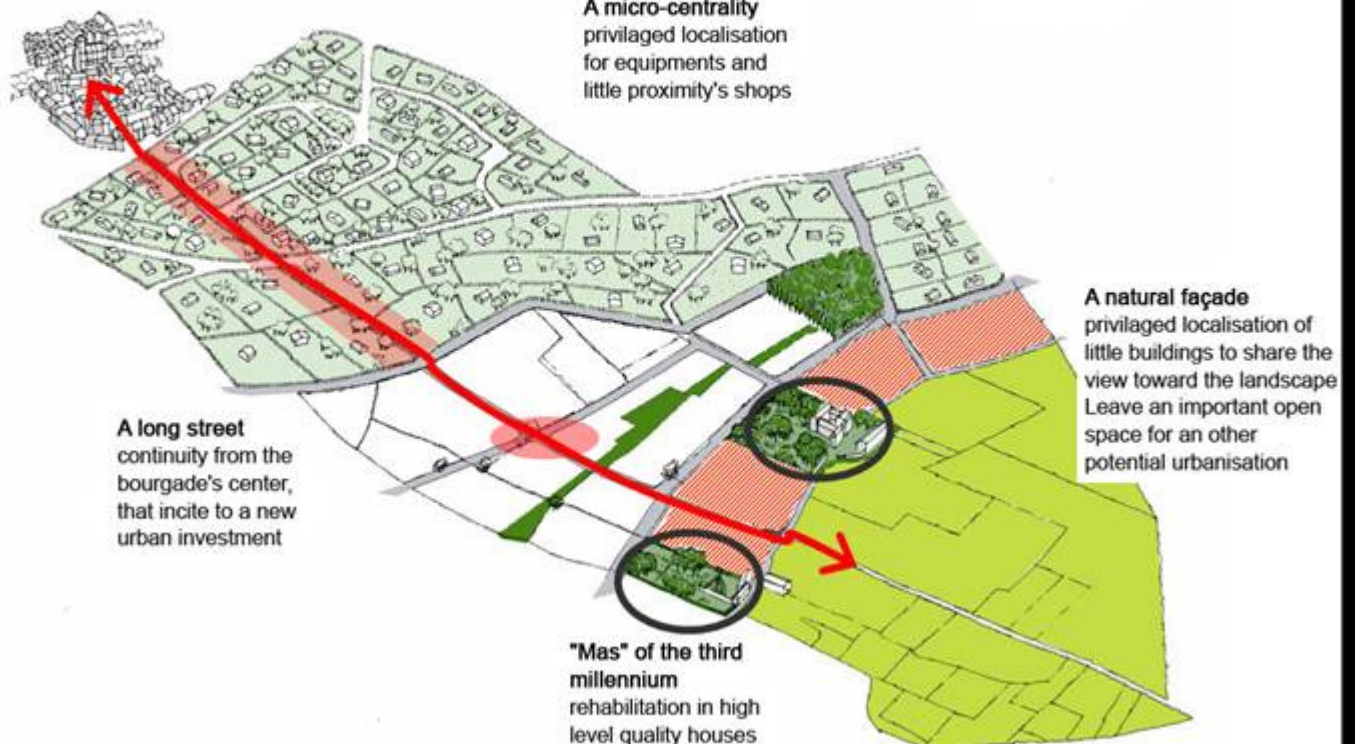 A micro-centrality
privilaged localisation
for equipments and
little proximity's shops
A natural façade
privilaged localisation of
little buildings to share the
view toward the landscape
Leave an important open
space for an other
potential urbanisation
A long street
continuity from the
bourgade's center,
that incite to a new
urban investment
"Mas" of the third
millennium
rehabilitation in high
level quality houses